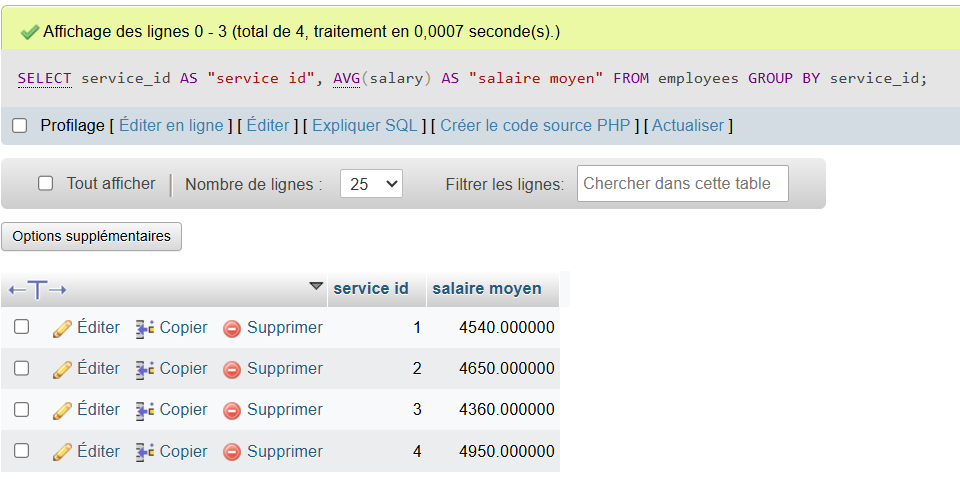 Affichage des lignes 0 - 3 (total de 4, traitement en 0,0007 seconde(s).)
SELECT service_id AS "service id", AVG(salary) AS "salaire moyen" FROM employees GROUP BY service_id;
Profilage [ Éditer en ligne ] [ Éditer ] [ Expliquer SQL ] [ Créer le code source PHP ] [ Actualiser ]
Tout afficher Nombre de lignes : 25 Filtrer les lignes: Chercher dans cette table
Options supplémentaires
←T→ service id salaire moyen
Éditer Copier Supprimer 1 4540.000000
Éditer Copier Supprimer 2 4650.000000
Éditer Copier Supprimer 3 4360.000000
Éditer Copier Supprimer 4 4950.000000